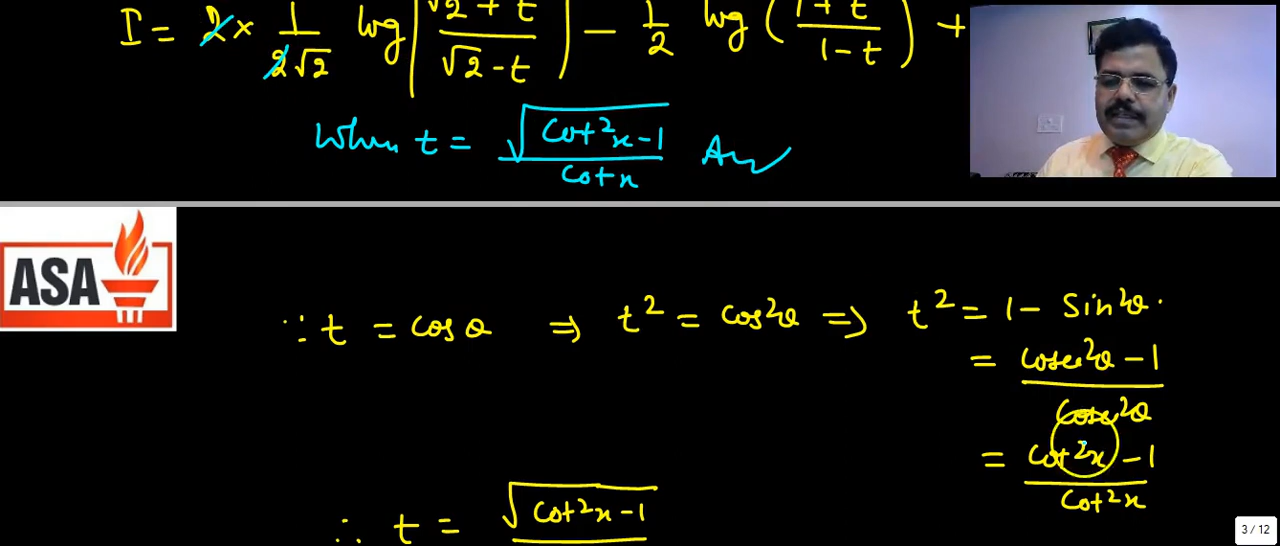 I = 2 × 1/2√2 log |√2 + t / √2 - t| - 1/2 log (1 + t / 1 - t) +
When t = √cot²x - 1 / cot x Ans
ASA
∵ t = cos θ ⇒ t² = cos²θ ⇒ t² = 1 - Sin²θ.
= cosec²θ - 1 / cosec²θ
= cot²x - 1 / cot²x
∴ t = √cot²x - 1
3 / 12